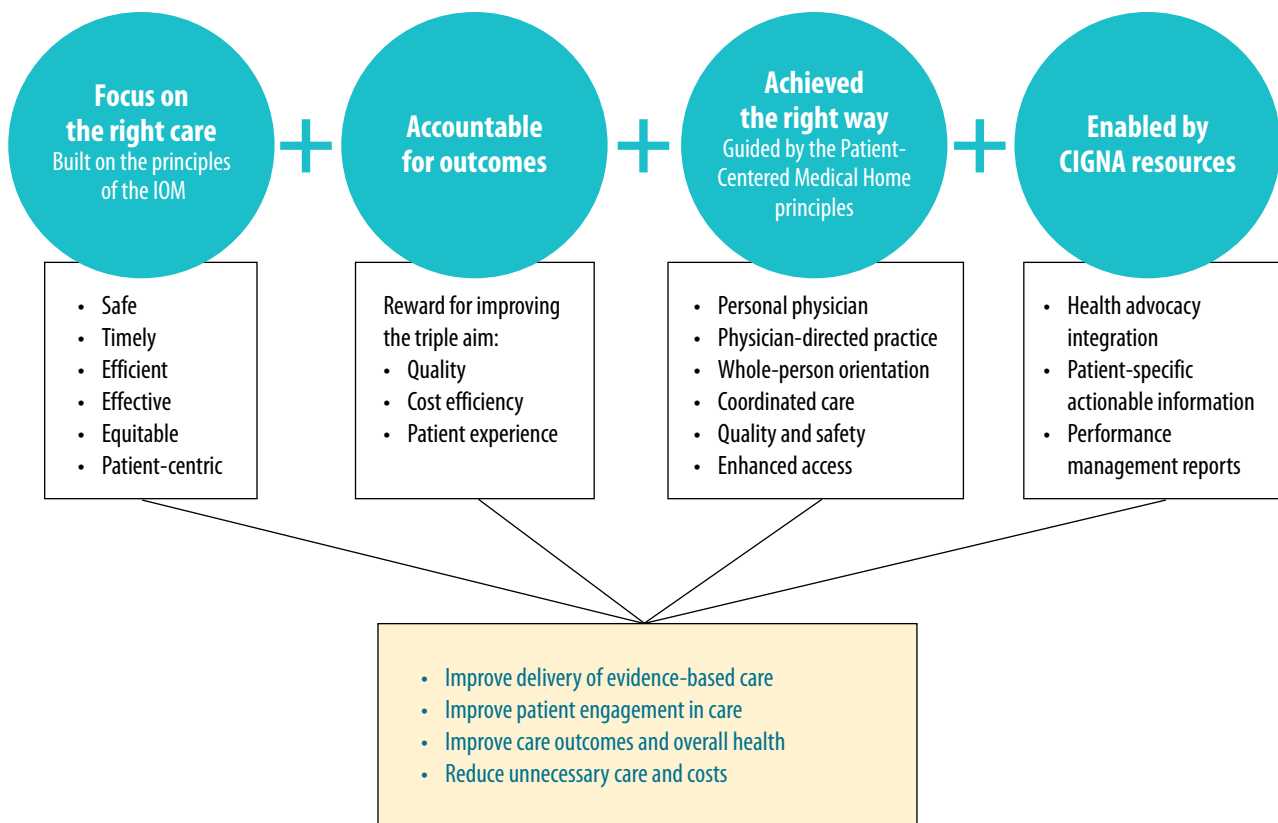 Focus on
the right care
Built on the principles
of the IOM
+
Accountable
for outcomes
+
Achieved
the right way
Guided by the Patient-
Centered Medical Home
principles
+
Enabled by
CIGNA resources
• Safe
• Timely
• Efficient
• Effective
• Equitable
• Patient-centric
Reward for improving
the triple aim:
• Quality
• Cost efficiency
• Patient experience
• Personal physician
• Physician-directed practice
• Whole-person orientation
• Coordinated care
• Quality and safety
• Enhanced access
• Health advocacy
integration
• Patient-specific
actionable information
• Performance
management reports
• Improve delivery of evidence-based care
• Improve patient engagement in care
• Improve care outcomes and overall health
• Reduce unnecessary care and costs